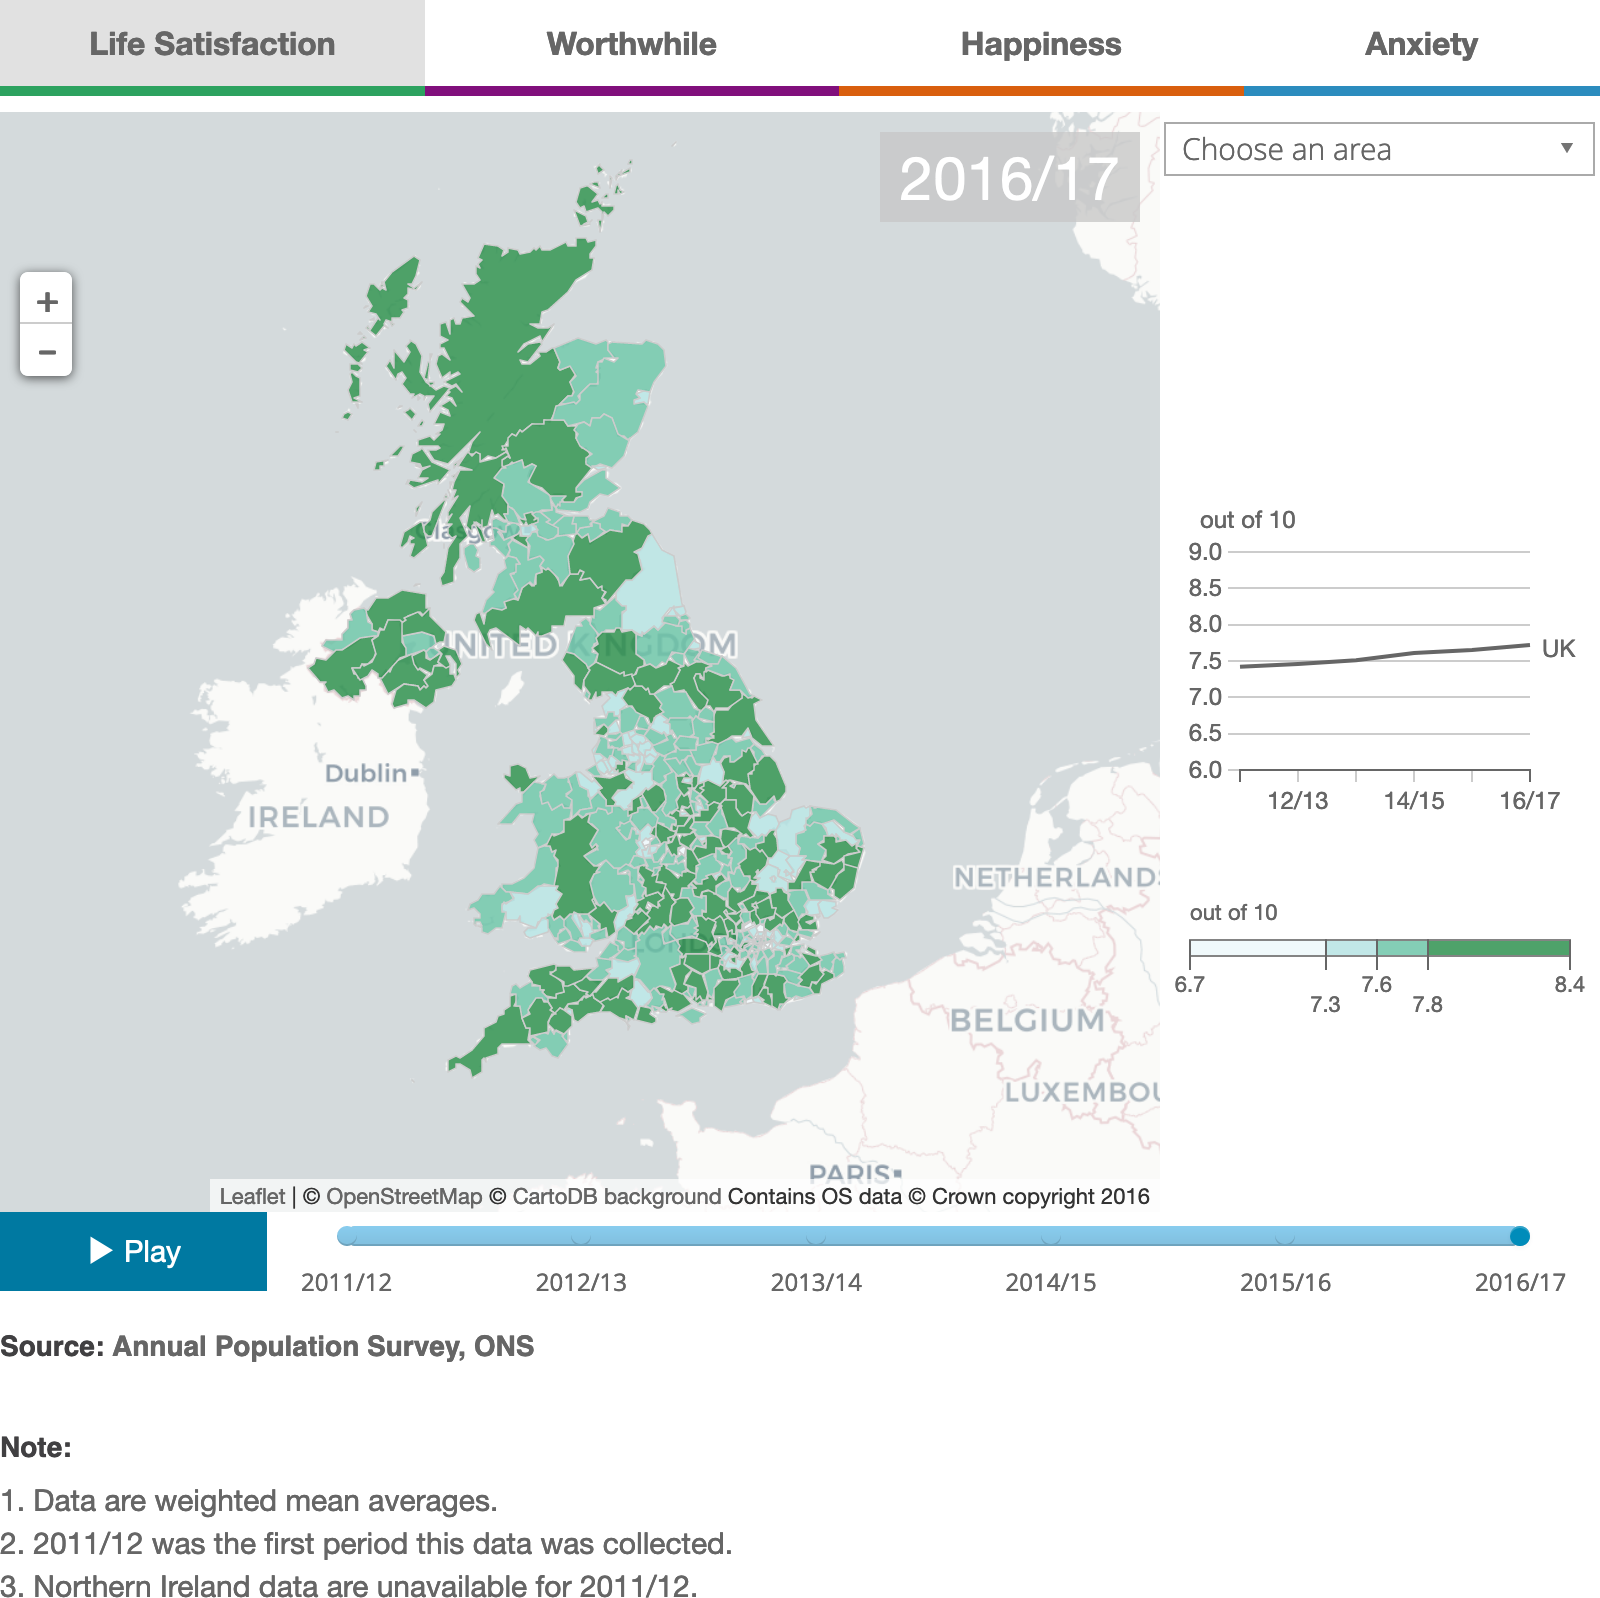 Life Satisfaction
Worthwhile
Happiness
Anxiety
2016/17
Choose an area
+
−
UNITED KINGDOM
Dublin
IRELAND
NETHERLANDS
BELGIUM
LUXEMBOU
PARIS
out of 10
9.0
8.5
8.0
7.5
7.0
6.5
6.0
12/13
14/15
16/17
UK
out of 10
6.7
7.3
7.6
7.8
8.4
Leaflet | © OpenStreetMap © CartoDB background Contains OS data © Crown copyright 2016
Play
2011/12
2012/13
2013/14
2014/15
2015/16
2016/17
Source: Annual Population Survey, ONS
Note:
1. Data are weighted mean averages.
2. 2011/12 was the first period this data was collected.
3. Northern Ireland data are unavailable for 2011/12.